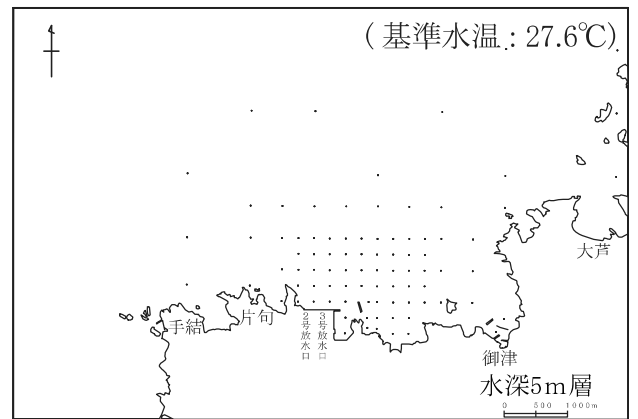 (基準水温:27.6℃)
大芦
手結
片句
2号放水口
3号放水口
御津
水深5m層
0 500 1000m